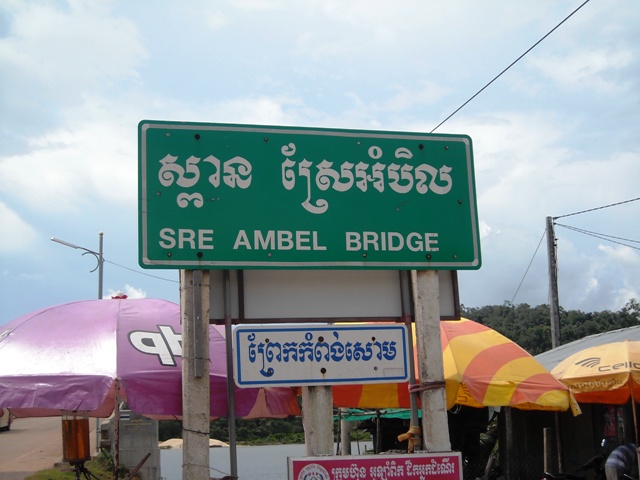 ស្ពាន ស្រែអំបិល
SRE AMBEL BRIDGE
ព្រែកកំពង់សោម
cellc